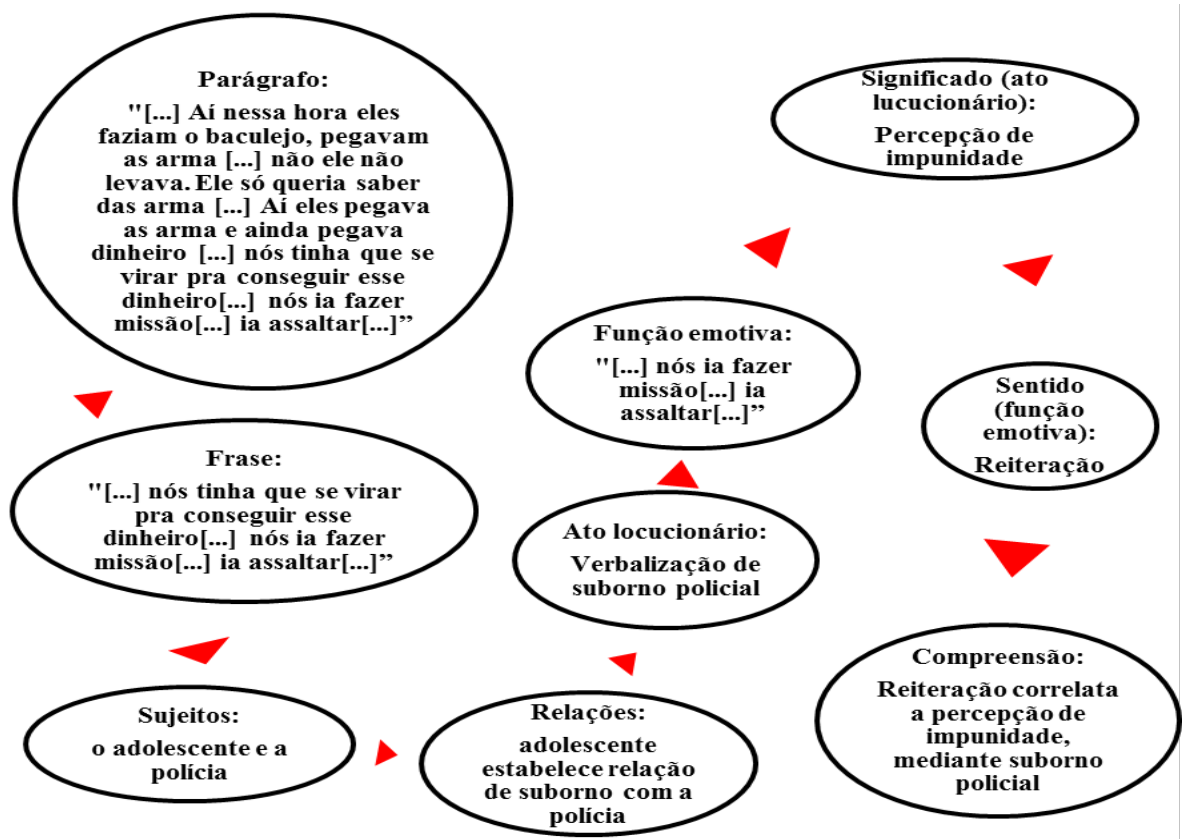 Parágrafo:
"[...] Aí nessa hora eles
faziam o baculejo, pegavam
as arma [...] não ele não
levava. Ele só queria saber
das arma [...] Aí eles pegava
as arma e ainda pegava
dinheiro [...] nós tinha que se
virar pra conseguir esse
dinheiro[...] nós ia fazer
missão[...] ia assaltar[...]”
Frase:
"[...] nós tinha que se virar
pra conseguir esse
dinheiro[...] nós ia fazer
missão[...] ia assaltar[...]”
Sujeitos:
o adolescente e a
polícia
Relações:
adolescente
estabelece relação
de suborno com a
polícia
Ato locucionário:
Verbalização de
suborno policial
Função emotiva:
"[...] nós ia fazer
missão[...] ia
assaltar[...]”
Significado (ato
lucucionário):
Percepção de
impunidade
Sentido
(função
emotiva):
Reiteração
Compreensão:
Reiteração correlata
a percepção de
impunidade,
mediante suborno
policial